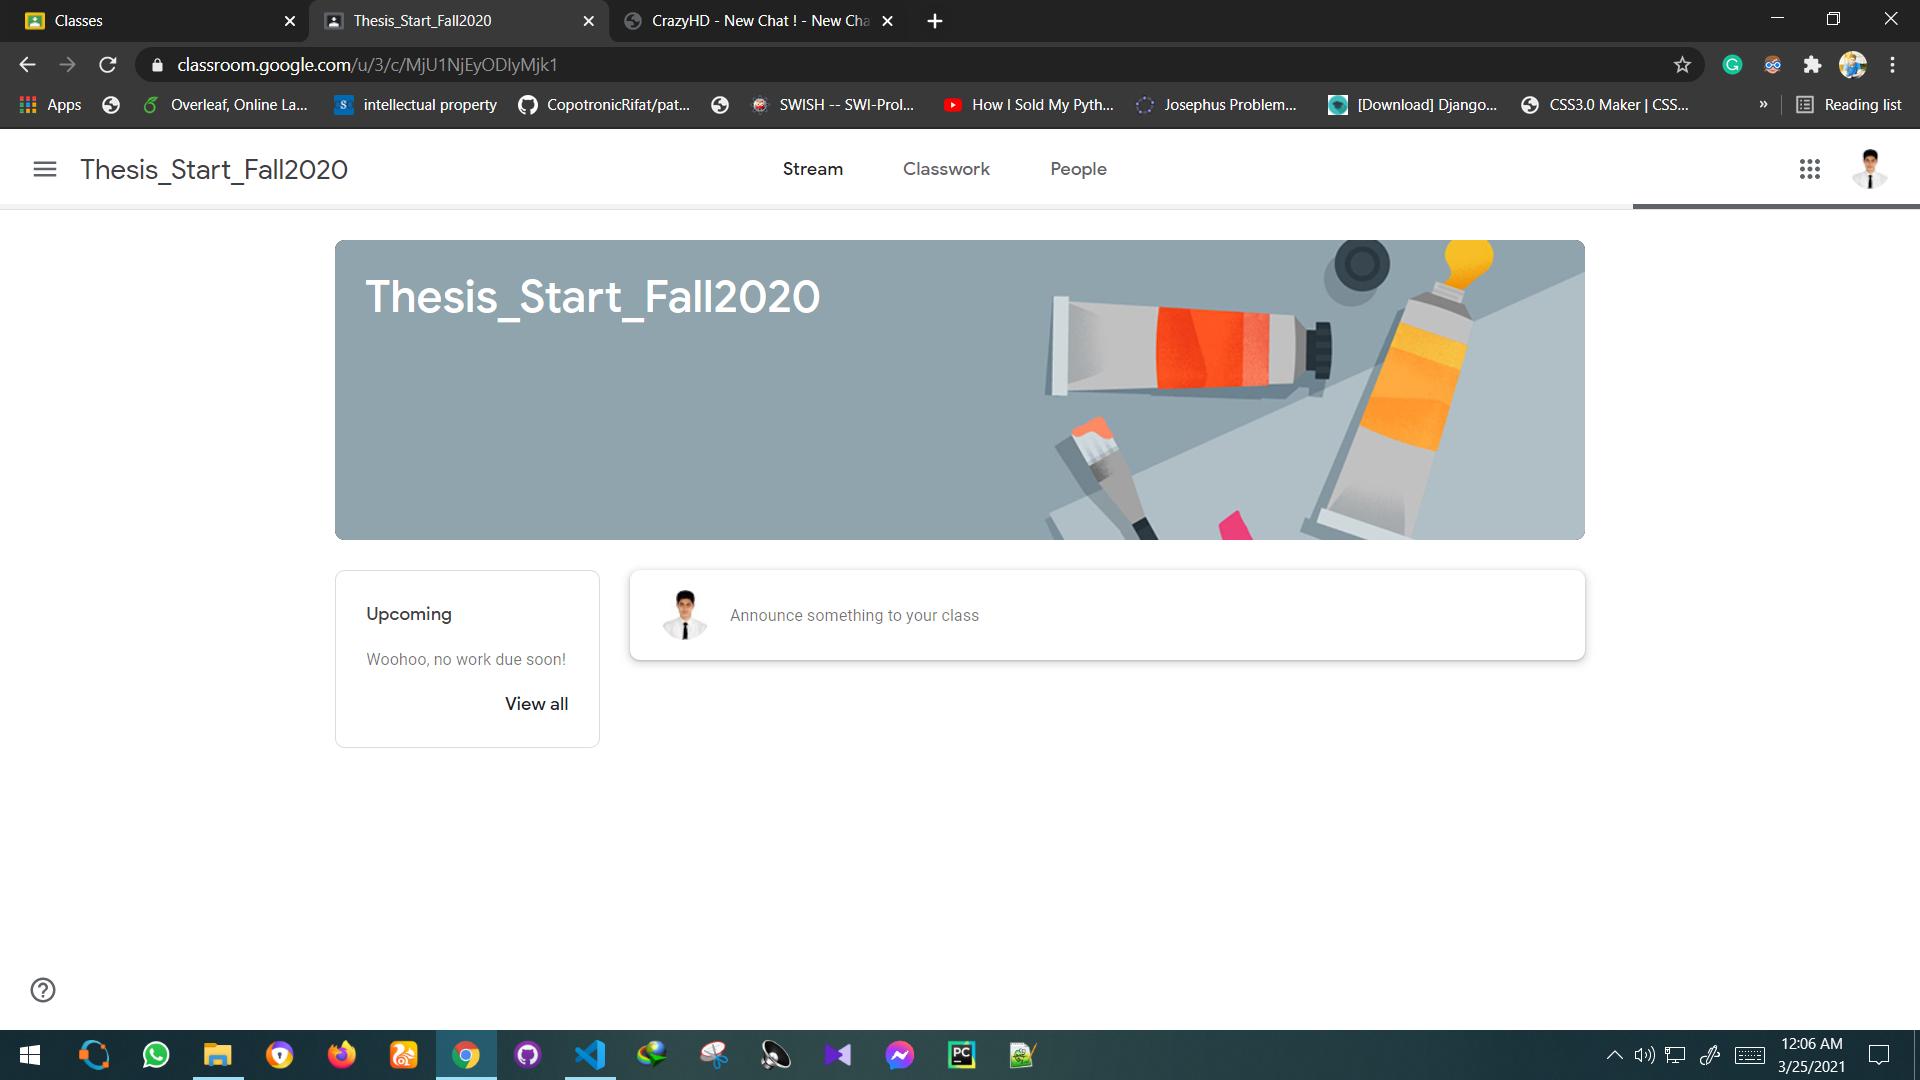 Classes
Thesis_Start_Fall2020
CrazyHD - New Chat ! - New Cha
classroom.google.com/u/3/c/MjU1NjEyODIyMjk1
Apps
Overleaf, Online La...
intellectual property
CopotronicRifat/pat...
SWISH -- SWI-Prol...
How I Sold My Pyth...
Josephus Problem...
[Download] Django...
CSS3.0 Maker | CSS...
»
Reading list
Thesis_Start_Fall2020
Stream
Classwork
People
Thesis_Start_Fall2020
Upcoming
Woohoo, no work due soon!
View all
Announce something to your class
12:06 AM
3/25/2021